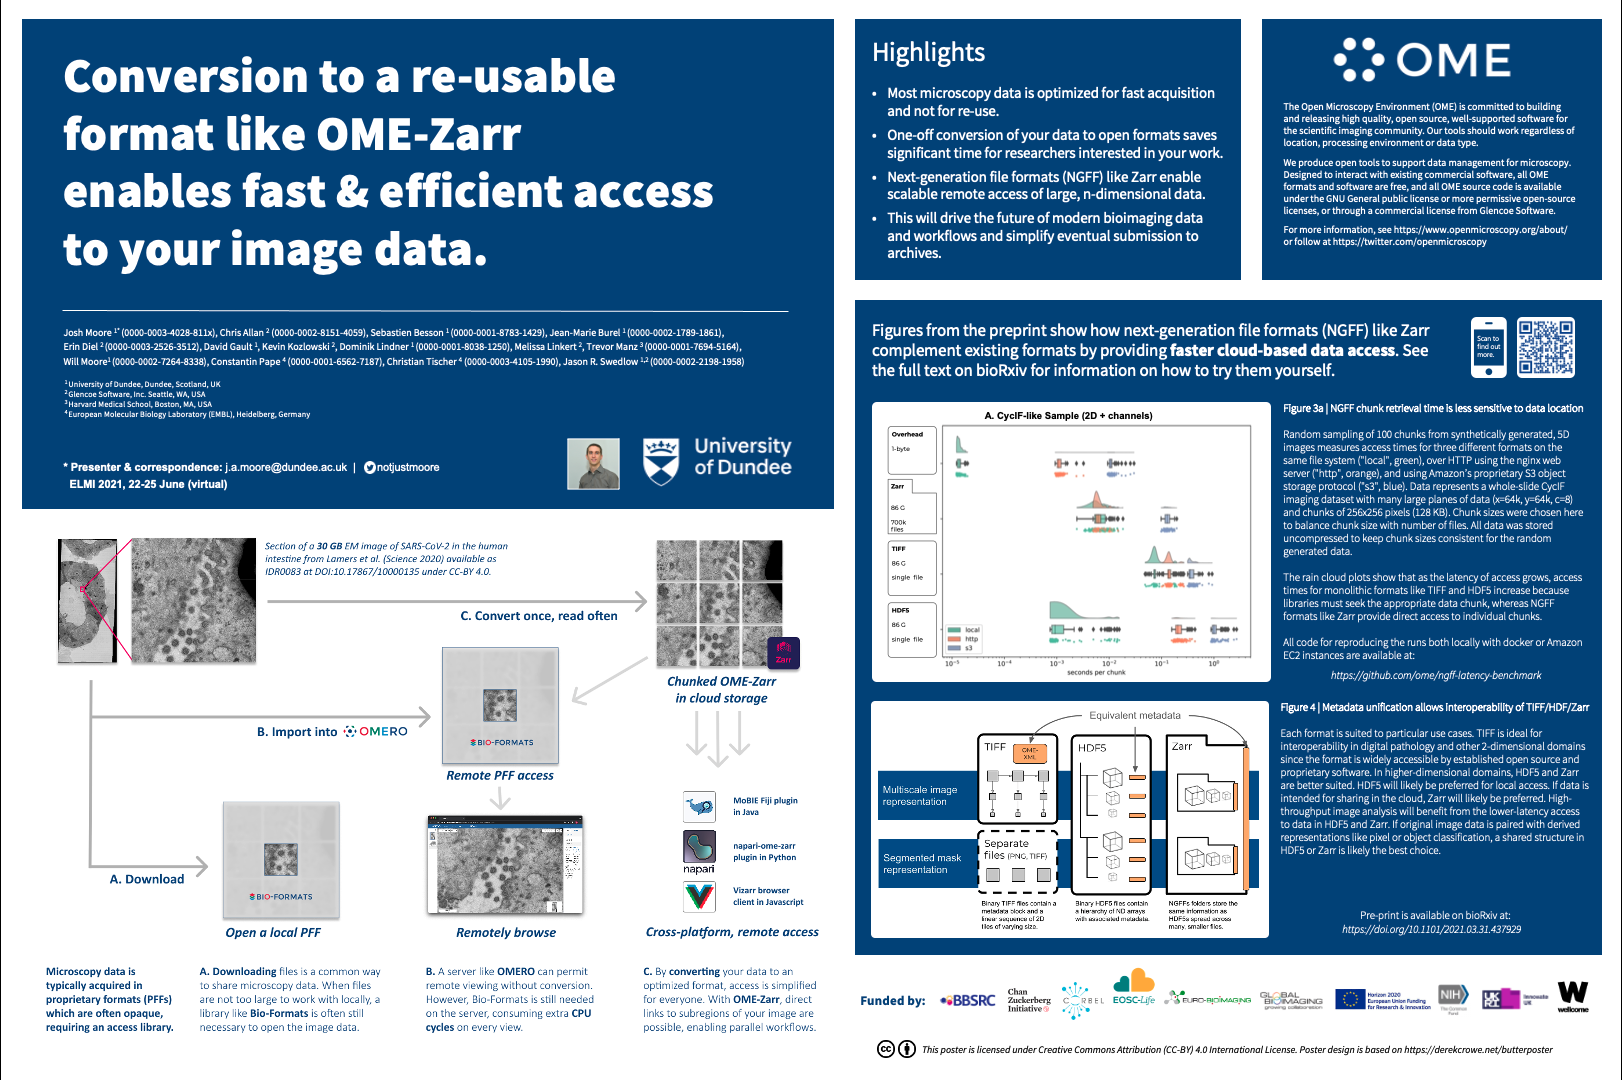 Conversion to a re-usable
format like OME-Zarr
enables fast & efficient access
to your image data.
Josh Moore 1* (0000-0003-4028-811x), Chris Allan 2 (0000-0002-8151-4059), Sebastien Besson 1 (0000-0001-8783-1429), Jean-Marie Burel 1 (0000-0002-1789-1861),
Erin Diel 2 (0000-0003-2526-3512), David Gault 1, Kevin Kozlowski 2, Dominik Lindner 1 (0000-0001-8038-1250), Melissa Linkert 2, Trevor Manz 3 (0000-0001-7694-5164),
Will Moore1 (0000-0002-7264-8338), Constantin Pape 4 (0000-0001-6562-7187), Christian Tischer 4 (0000-0003-4105-1990), Jason R. Swedlow 1,2 (0000-0002-2198-1958)
1 University of Dundee, Dundee, Scotland, UK
2 Glencoe Software, Inc. Seattle, WA, USA
3 Harvard Medical School, Boston, MA, USA
4 European Molecular Biology Laboratory (EMBL), Heidelberg, Germany
* Presenter & correspondence: j.a.moore@dundee.ac.uk | notjustmoore
ELMI 2021, 22-25 June (virtual)
University
of Dundee
Section of a 30 GB EM image of SARS-CoV-2 in the human
intestine from Lamers et al. (Science 2020) available as
IDR0083 at DOI:10.17867/10000135 under CC-BY 4.0.
C. Convert once, read often
Zarr
Chunked OME-Zarr
in cloud storage
B. Import into OMERO
BIO-FORMATS
Remote PFF access
A. Download
BIO-FORMATS
Open a local PFF
Remotely browse
MoBIE Fiji plugin
in Java
napari
napari-ome-zarr
plugin in Python
Vizarr browser
client in Javascript
Cross-platform, remote access
Microscopy data is
typically acquired in
proprietary formats (PFFs)
which are often opaque,
requiring an access library.
A. Downloading files is a common way
to share microscopy data. When files
are not too large to work with locally, a
library like Bio-Formats is often still
necessary to open the image data.
B. A server like OMERO can permit
remote viewing without conversion.
However, Bio-Formats is still needed
on the server, consuming extra CPU
cycles on every view.
C. By converting your data to an
optimized format, access is simplified
for everyone. With OME-Zarr, direct
links to subregions of your image are
possible, enabling parallel workflows.
Highlights
• Most microscopy data is optimized for fast acquisition
and not for re-use.
• One-off conversion of your data to open formats saves
significant time for researchers interested in your work.
• Next-generation file formats (NGFF) like Zarr enable
scalable remote access of large, n-dimensional data.
• This will drive the future of modern bioimaging data
and workflows and simplify eventual submission to
archives.
OME
The Open Microscopy Environment (OME) is committed to building
and releasing high quality, open source, well-supported software for
the scientific imaging community. Our tools should work regardless of
location, processing environment or data type.
We produce open tools to support data management for microscopy.
Designed to interact with existing commercial software, all OME
formats and software are free, and all OME source code is available
under the GNU General public license or more permissive open-source
licenses, or through a commercial license from Glencoe Software.
For more information, see https://www.openmicroscopy.org/about/
or follow at https://twitter.com/openmicroscopy
Figures from the preprint show how next-generation file formats (NGFF) like Zarr
complement existing formats by providing faster cloud-based data access. See
the full text on bioRxiv for information on how to try them yourself.
Scan to
find out
more.
A. CycIF-like Sample (2D + channels)
Overhead
1-byte
Zarr
86 G
700k
files
TIFF
86 G
single file
HDF5
86 G
single file
local
http
s3
10-5 10-4 10-3 10-2 10-1 100
seconds per chunk
Figure 3a | NGFF chunk retrieval time is less sensitive to data location
Random sampling of 100 chunks from synthetically generated, 5D
images measures access times for three different formats on the
same file system ("local", green), over HTTP using the nginx web
server ("http", orange), and using Amazon's proprietary S3 object
storage protocol ("s3", blue). Data represents a whole-slide CycIF
imaging dataset with many large planes of data (x=64k, y=64k, c=8)
and chunks of 256x256 pixels (128 KB). Chunk sizes were chosen here
to balance chunk size with number of files. All data was stored
uncompressed to keep chunk sizes consistent for the random
generated data.
The rain cloud plots show that as the latency of access grows, access
times for monolithic formats like TIFF and HDF5 increase because
libraries must seek the appropriate data chunk, whereas NGFF
formats like Zarr provide direct access to individual chunks.
All code for reproducing the runs both locally with docker or Amazon
EC2 instances are available at:
https://github.com/ome/ngff-latency-benchmark
Equivalent metadata
TIFF
OME-
XML
HDF5
Zarr
Multiscale image
representation
Segmented mask
representation
Separate
files (PNG, TIFF)
Binary TIFF files contain a
metadata block and a
linear sequence of 2D
tiles of varying size.
Binary HDF5 files contain
a hierarchy of ND arrays
with associated metadata.
NGFFs folders store the
same information as
HDF5s spread across
many, smaller files.
Figure 4 | Metadata unification allows interoperability of TIFF/HDF/Zarr
Each format is suited to particular use cases. TIFF is ideal for
interoperability in digital pathology and other 2-dimensional domains
since the format is widely accessible by established open source and
proprietary software. In higher-dimensional domains, HDF5 and Zarr
are better suited. HDF5 will likely be preferred for local access. If data is
intended for sharing in the cloud, Zarr will likely be preferred. High-
throughput image analysis will benefit from the lower-latency access
to data in HDF5 and Zarr. If original image data is paired with derived
representations like pixel or object classification, a shared structure in
HDF5 or Zarr is likely the best choice.
Pre-print is available on bioRxiv at:
https://doi.org/10.1101/2021.03.31.437929
Funded by:
BBSRC
Chan
Zuckerberg
Initiative
CORBEL
EOSC-Life
EURO-BIOIMAGING
GLOBAL
BIOIMAGING
Horizon 2020
European Union Funding
for Research & Innovation
NIH
UK
RI
Innovate
UK
wellcome
This poster is licensed under Creative Commons Attribution (CC-BY) 4.0 International License. Poster design is based on https://derekcrowe.net/butterposter